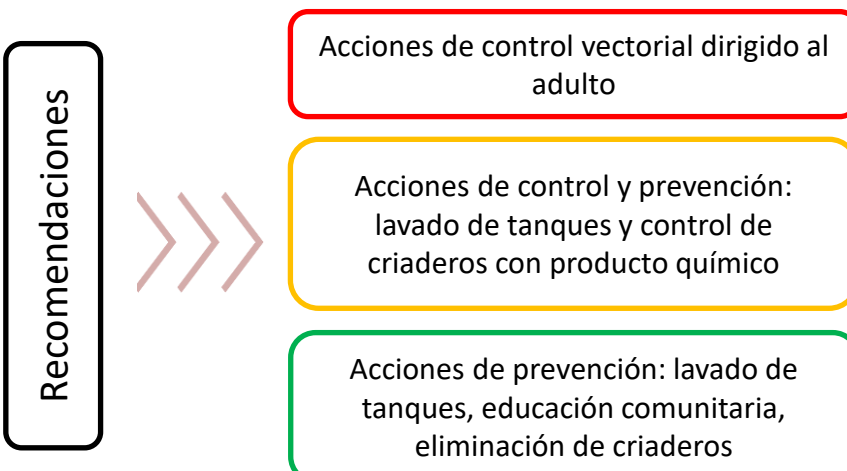 Recomendaciones
Acciones de control vectorial dirigido al
adulto
Acciones de control y prevención:
lavado de tanques y control de
criaderos con producto químico
Acciones de prevención: lavado de
tanques, educación comunitaria,
eliminación de criaderos